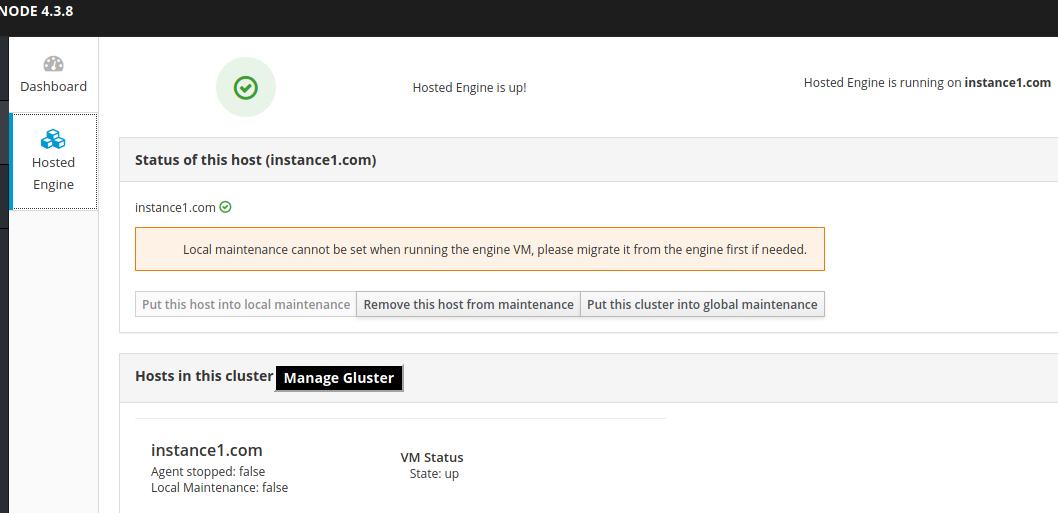 NODE 4.3.8
Dashboard
Hosted
Engine
Hosted Engine is up!
Hosted Engine is running on instance1.com
Status of this host (instance1.com)
instance1.com
Local maintenance cannot be set when running the engine VM, please migrate it from the engine first if needed.
Put this host into local maintenance
Remove this host from maintenance
Put this cluster into global maintenance
Hosts in this cluster
Manage Gluster
instance1.com
Agent stopped: false
Local Maintenance: false
VM Status
State: up